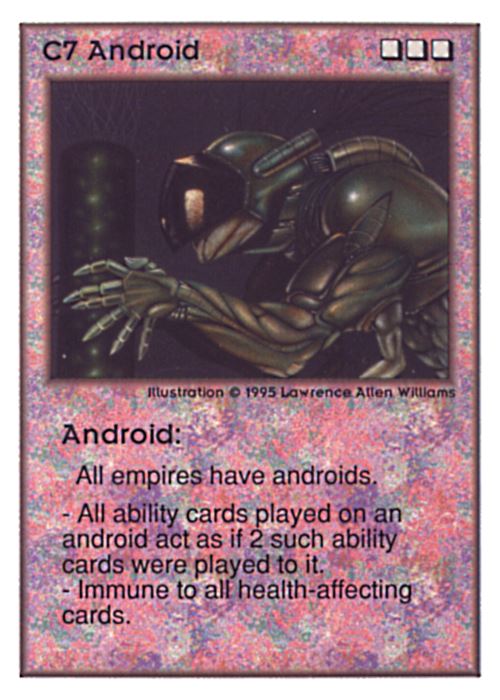 C7 Android
Illustration © 1995 Lawrence Allen Williams
Android:
All empires have androids.
- All ability cards played on an
android act as if 2 such ability
cards were played to it.
- Immune to all health-affecting
cards.